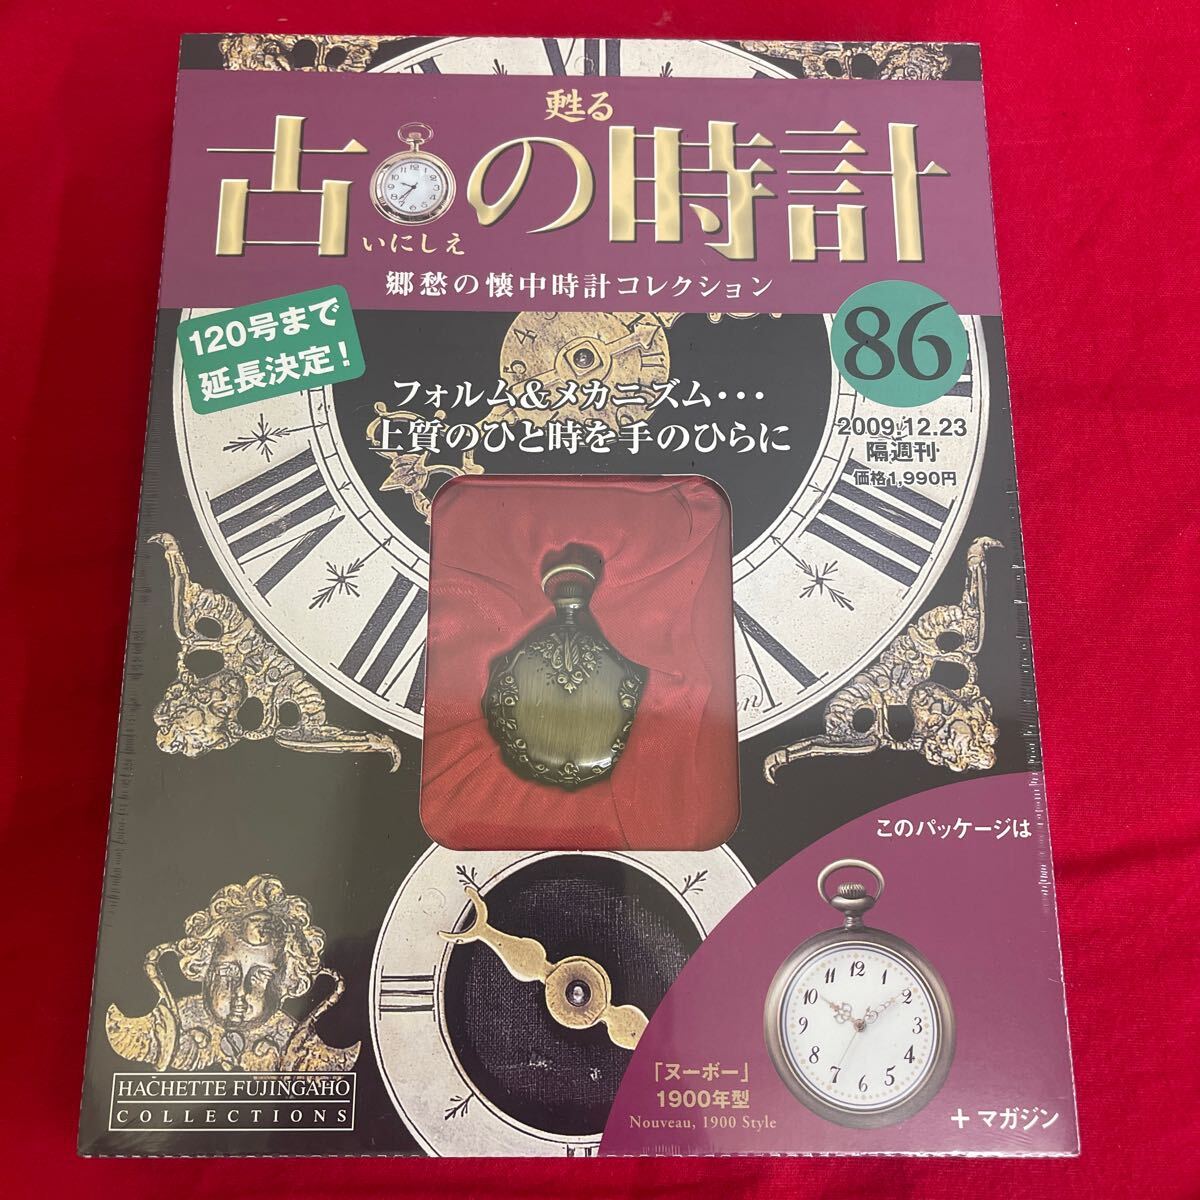 甦る
古の時計
いにしえ
郷愁の懐中時計コレクション
120号まで
延長決定!
86
フォルム&メカニズム・・・
上質のひと時を手のひらに
2009.12.23
隔週刊
価格1,990円
このパッケージは
「ヌーボー」
1900年型
Nouveau, 1900 Style
+ マガジン
HACHETTE FUJINGAHO
COLLECTIONS